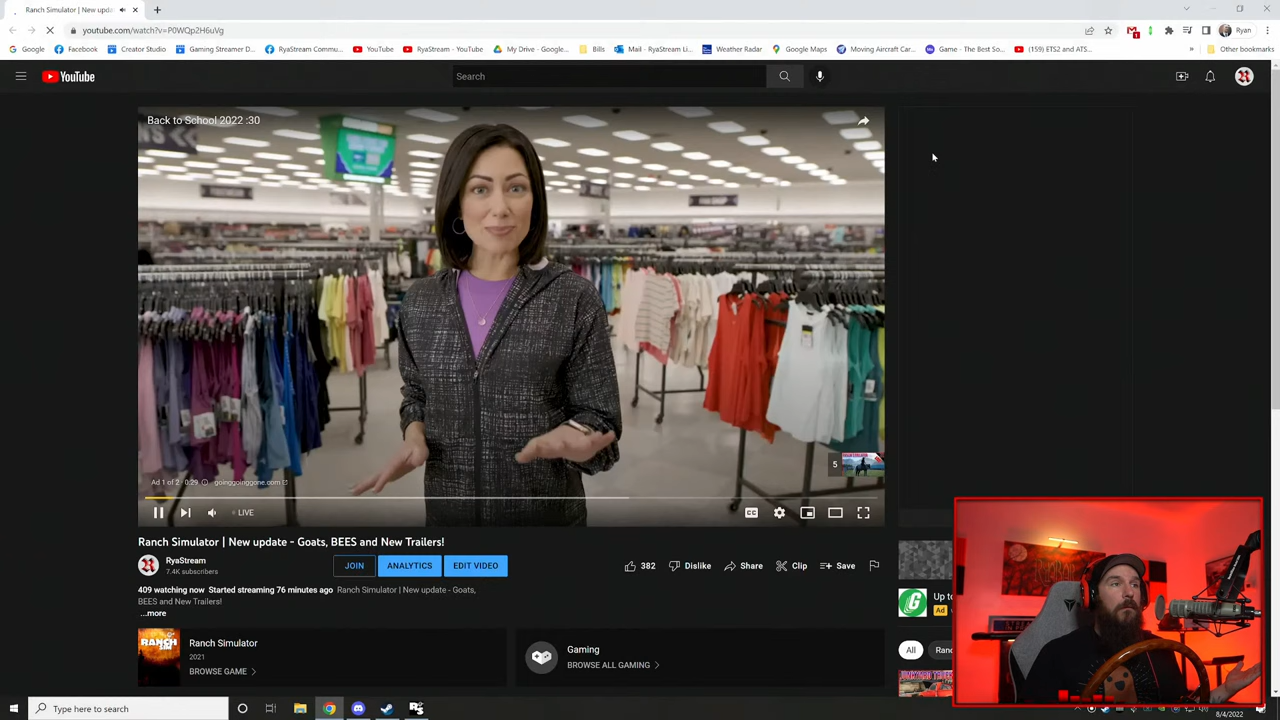 Ranch Simulator | New upda
youtube.com/watch?v=P0WQp2H6uVg
Ryan
Google
Facebook
Creator Studio
Gaming Streamer D...
RyaStream Commu...
YouTube
RyaStream - YouTube
My Drive - Google...
Bills
Mail - RyaStream Li...
Weather Radar
Google Maps
Moving Aircraft Car...
Game - The Best So...
(159) ETS2 and ATS...
»
Other bookmarks
YouTube
Search
Back to School 2022 :30
5
Ad 1 of 2 · 0:29
goinggoinggone.com
LIVE
CC
Ranch Simulator | New update - Goats, BEES and New Trailers!
RyaStream
7.4K subscribers
JOIN
ANALYTICS
EDIT VIDEO
382
Dislike
Share
Clip
Save
409 watching now Started streaming 76 minutes ago Ranch Simulator | New update - Goats,
BEES and New Trailers!
...more
Up to
Ad
Ranch Simulator
2021
BROWSE GAME
Gaming
BROWSE ALL GAMING
All
Ranc
Type here to search
8/4/2022